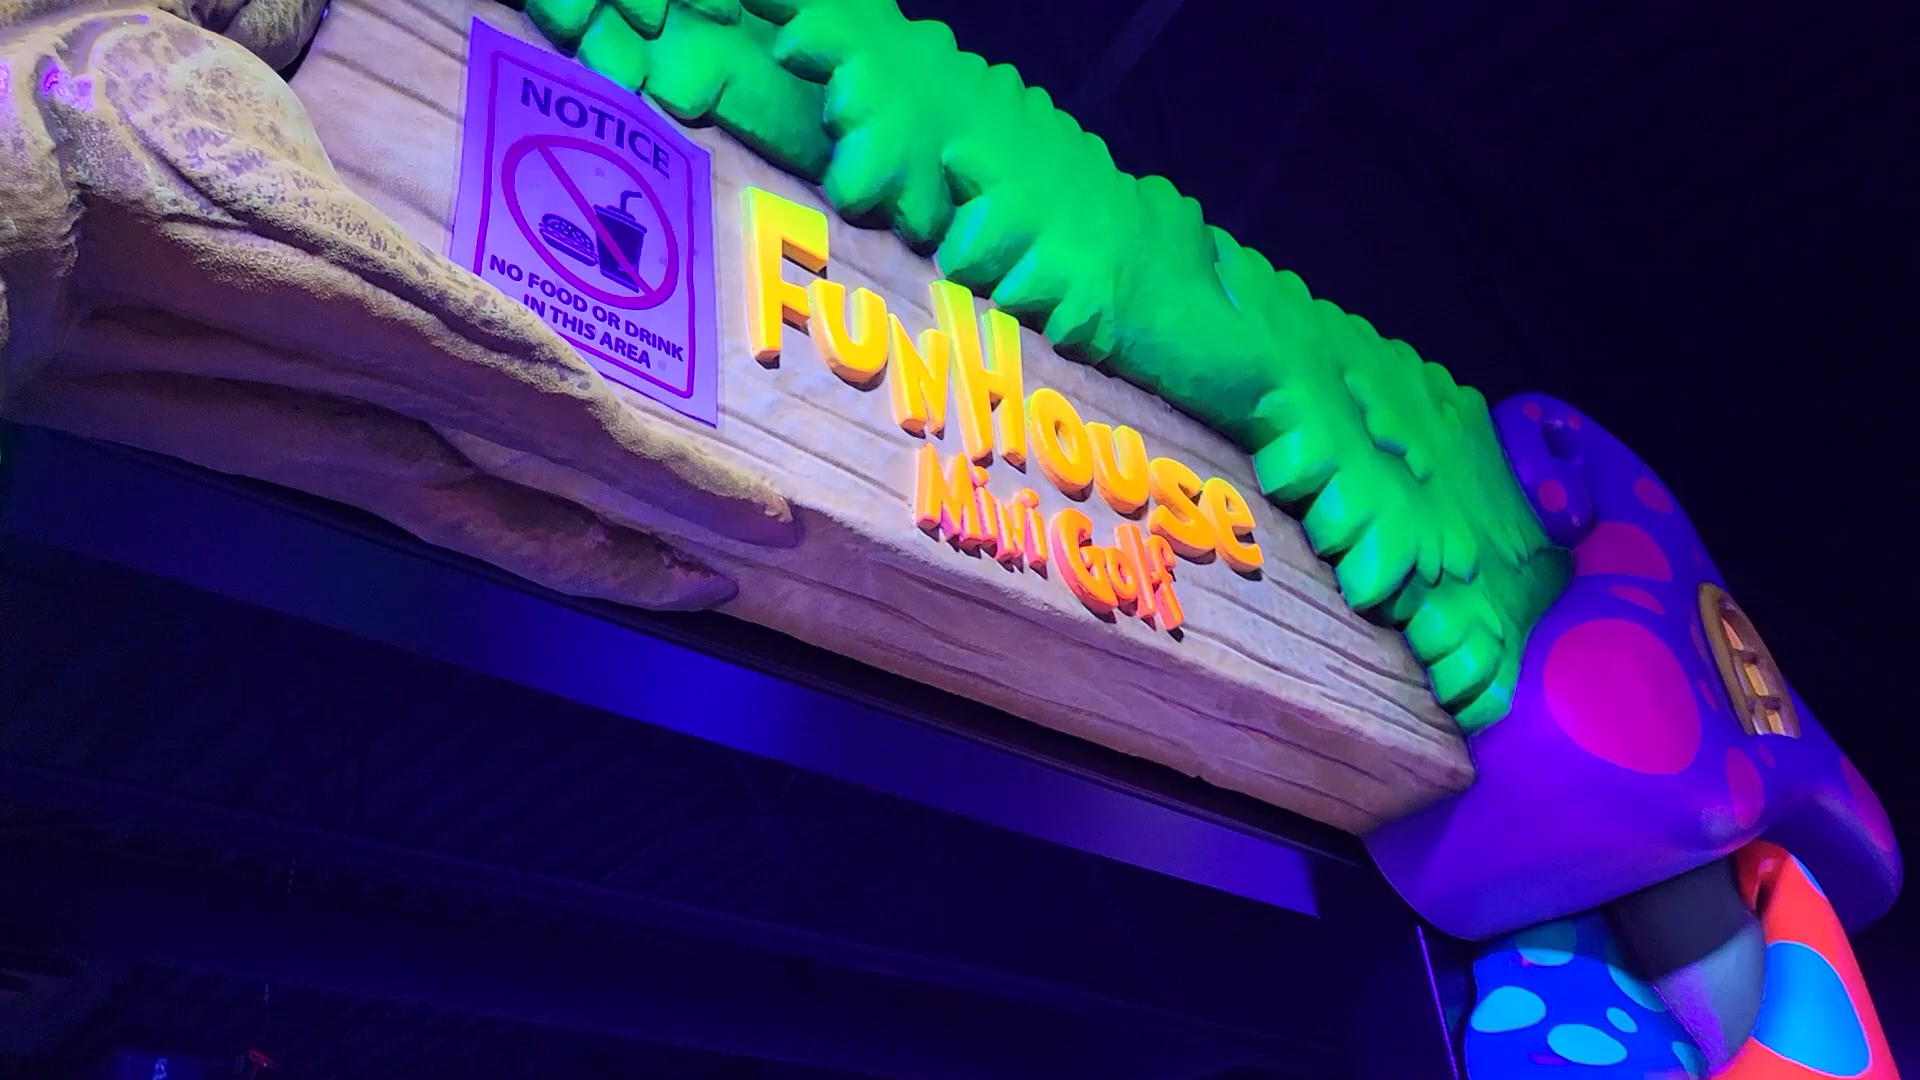 NOTICE
NO FOOD OR DRINK
IN THIS AREA
FunHouse
Mini Golf